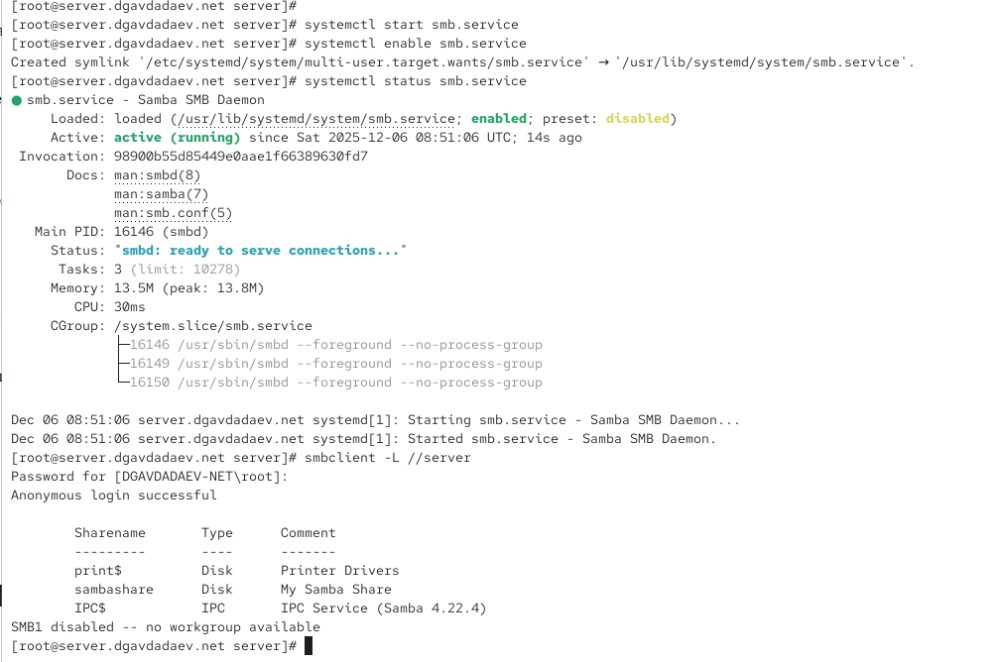 [root@server.dgavdadaev.net server]#
[root@server.dgavdadaev.net server]# systemctl start smb.service
[root@server.dgavdadaev.net server]# systemctl enable smb.service
Created symlink '/etc/systemd/system/multi-user.target.wants/smb.service' → '/usr/lib/systemd/system/smb.service'.
[root@server.dgavdadaev.net server]# systemctl status smb.service
● smb.service - Samba SMB Daemon
     Loaded: loaded (/usr/lib/systemd/system/smb.service; enabled; preset: disabled)
     Active: active (running) since Sat 2025-12-06 08:51:06 UTC; 14s ago
 Invocation: 98900b55d85449e0aae1f66389630fd7
       Docs: man:smbd(8)
             man:samba(7)
             man:smb.conf(5)
   Main PID: 16146 (smbd)
     Status: "smbd: ready to serve connections..."
      Tasks: 3 (limit: 10278)
     Memory: 13.5M (peak: 13.8M)
        CPU: 30ms
     CGroup: /system.slice/smb.service
             ├─16146 /usr/sbin/smbd --foreground --no-process-group
             ├─16149 /usr/sbin/smbd --foreground --no-process-group
             └─16150 /usr/sbin/smbd --foreground --no-process-group
Dec 06 08:51:06 server.dgavdadaev.net systemd[1]: Starting smb.service - Samba SMB Daemon...
Dec 06 08:51:06 server.dgavdadaev.net systemd[1]: Started smb.service - Samba SMB Daemon.
[root@server.dgavdadaev.net server]# smbclient -L //server
Password for [DGAVDADAEV-NET\root]:
Anonymous login successful
        Sharename       Type      Comment
        ---------       ----      -------
        print$          Disk      Printer Drivers
        sambashare      Disk      My Samba Share
        IPC$            IPC       IPC Service (Samba 4.22.4)
SMB1 disabled -- no workgroup available
[root@server.dgavdadaev.net server]#